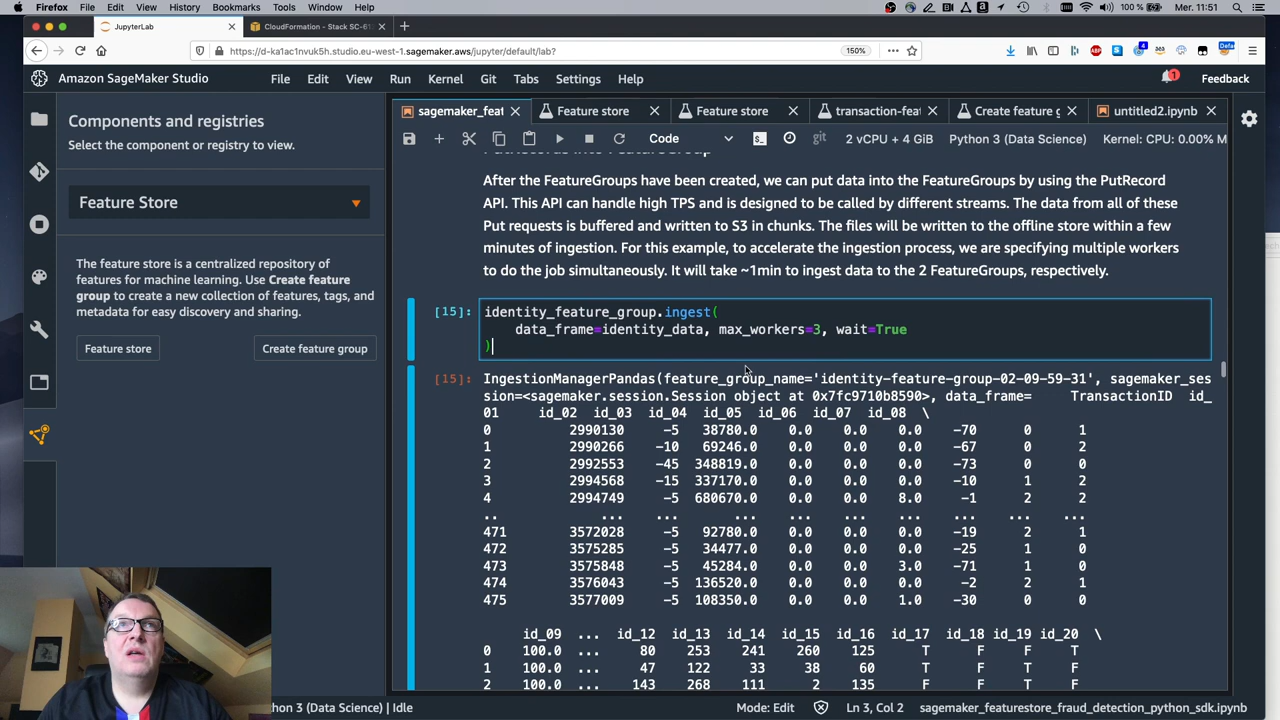 Firefox File Edit View History Bookmarks Tools Window Help 100 % Mer. 11:51
JupyterLab CloudFormation - Stack SC-61
https://d-ka1ac1nvuk5h.studio.eu-west-1.sagemaker.aws/jupyter/default/lab? 150%
Amazon SageMaker Studio File Edit View Run Kernel Git Tabs Settings Help 1 Feedback
sagemaker_feat Feature store Feature store transaction-feat Create feature g untitled2.ipynb
Code git 2 vCPU + 4 GiB Python 3 (Data Science) Kernel: CPU: 0.00% M
Components and registries
Select the component or registry to view.
Feature Store
The feature store is a centralized repository
of features for machine learning. Use Create feature
group to create a new collection of features, tags, and
metadata for easy discovery and sharing.
Feature store Create feature group
PutRecords into FeatureGroup
After the FeatureGroups have been created, we can put data into the FeatureGroups by using the PutRecord
API. This API can handle high TPS and is designed to be called by different streams. The data from all of these
Put requests is buffered and written to S3 in chunks. The files will be written to the offline store within a few
minutes of ingestion. For this example, to accelerate the ingestion process, we are specifying multiple workers
to do the job simultaneously. It will take ~1min to ingest data to the 2 FeatureGroups, respectively.
[15]: identity_feature_group.ingest(
data_frame=identity_data, max_workers=3, wait=True
)
[15]: IngestionManagerPandas(feature_group_name='identity-feature-group-02-09-59-31', sagemaker_ses
sion=<sagemaker.session.Session object at 0x7fc9710b8590>, data_frame= TransactionID id_
01 id_02 id_03 id_04 id_05 id_06 id_07 id_08 \
0 2990130 -5 38780.0 0.0 0.0 0.0 -70 0 1
1 2990266 -10 69246.0 0.0 0.0 0.0 -67 0 2
2 2992553 -45 348819.0 0.0 0.0 0.0 -73 0 0
3 2994568 -15 337170.0 0.0 0.0 0.0 -10 1 2
4 2994749 -5 680670.0 0.0 0.0 8.0 -1 2 2
.. ... ... ... ... ... ... ... ... ...
471 3572028 -5 92780.0 0.0 0.0 0.0 -19 2 1
472 3575285 -5 34477.0 0.0 0.0 0.0 -25 1 0
473 3575848 -5 45284.0 0.0 0.0 3.0 -71 1 0
474 3576043 -5 136520.0 0.0 0.0 0.0 -2 2 1
475 3577009 -5 108350.0 0.0 0.0 1.0 -30 0 0
id_09 ... id_12 id_13 id_14 id_15 id_16 id_17 id_18 id_19 id_20 \
0 100.0 ... 80 253 241 260 125 T F F T
1 100.0 ... 47 122 33 38 60 T F T F
2 100.0 ... 143 268 111 2 135 F F T F
hon 3 (Data Science) | Idle Mode: Edit Ln 3, Col 2 sagemaker_featurestore_fraud_detection_python_sdk.ipynb